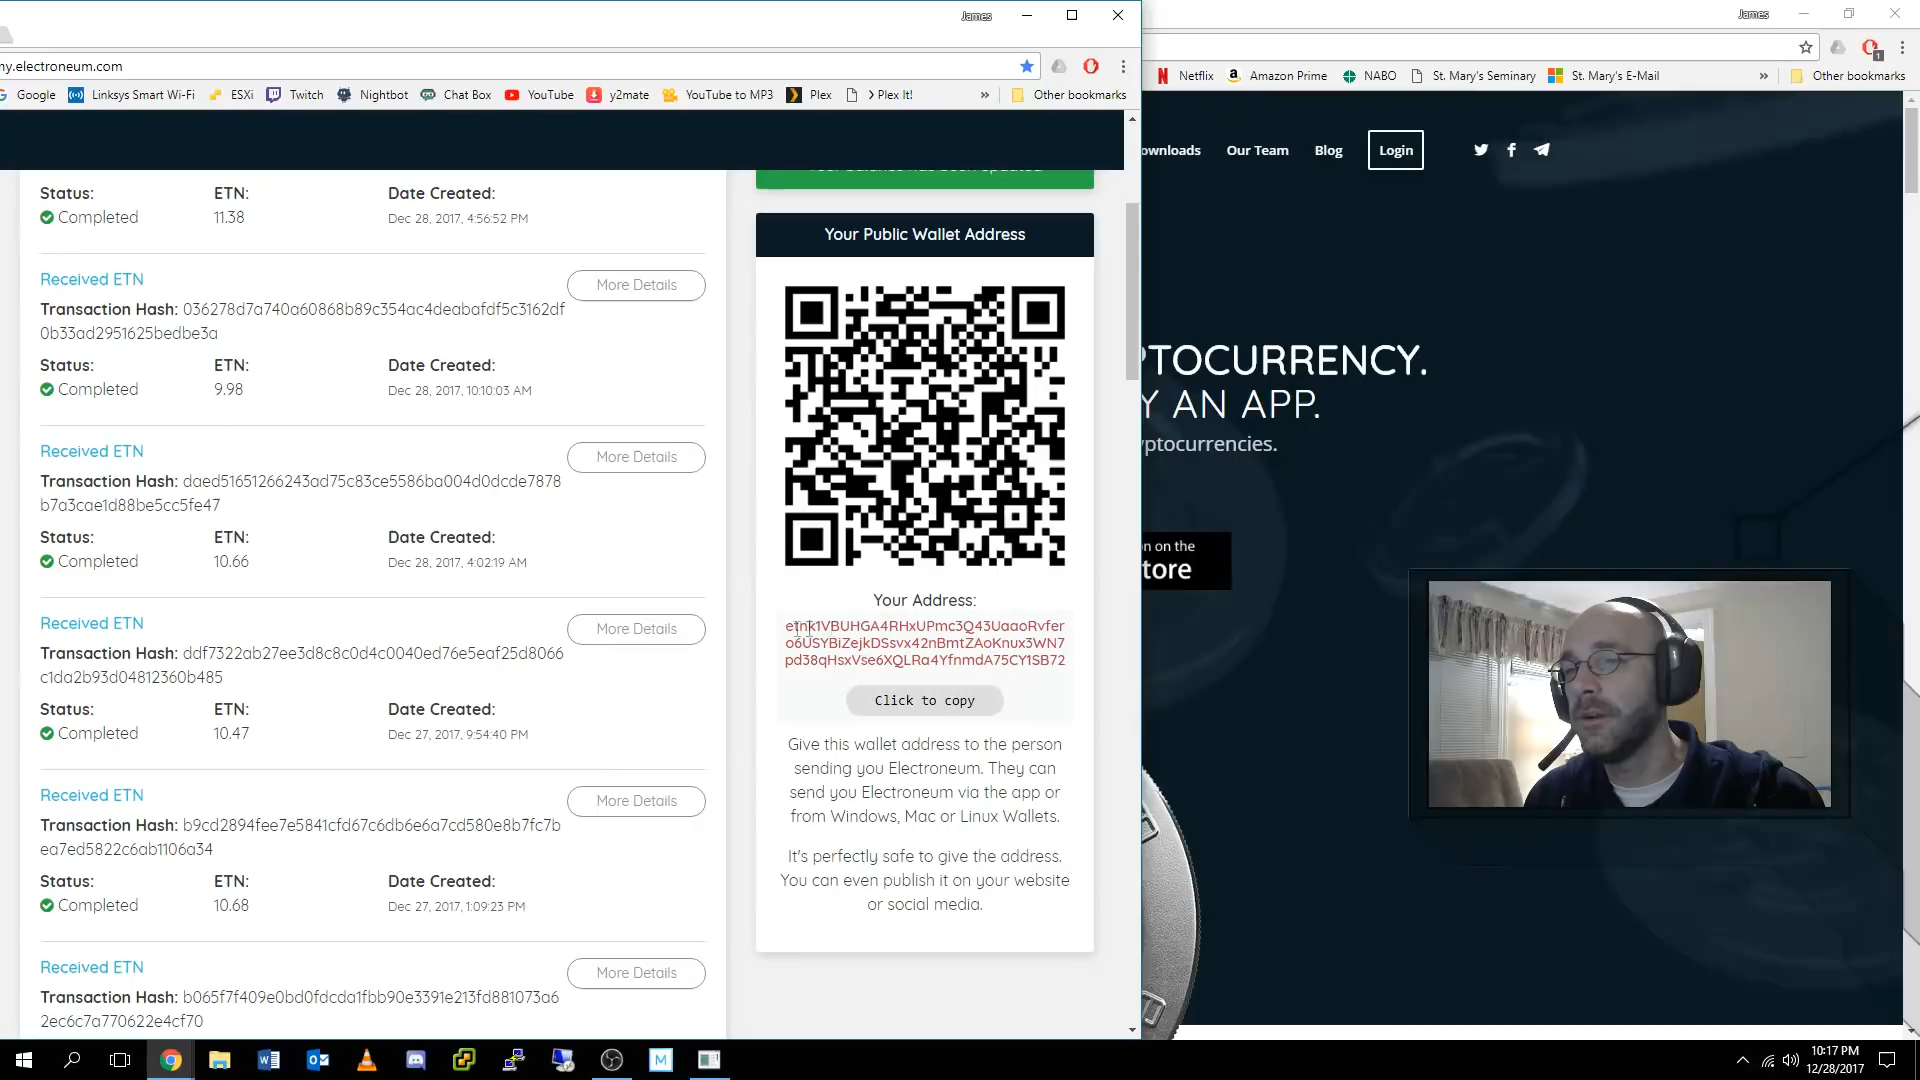 James
James
my.electroneum.com
Google Linksys Smart Wi-Fi ESXi Twitch Nightbot Chat Box YouTube y2mate YouTube to MP3 Plex > Plex It! » Other bookmarks
Netflix Amazon Prime NABO St. Mary's Seminary St. Mary's E-Mail » Other bookmarks
ownloads Our Team Blog Login
Status: ETN: Date Created:
Completed 11.38 Dec 28, 2017, 4:56:52 PM
Received ETN More Details
Transaction Hash: 036278d7a740a60868b89c354ac4deabafdf5c3162df
0b33ad2951625bedbe3a
Status: ETN: Date Created:
Completed 9.98 Dec 28, 2017, 10:10:03 AM
Received ETN More Details
Transaction Hash: daed51651266243ad75c83ce5586ba004d0dcde7878
b7a3cae1d88be5cc5fe47
Status: ETN: Date Created:
Completed 10.66 Dec 28, 2017, 4:02:19 AM
Received ETN More Details
Transaction Hash: ddf7322ab27ee3d8c8c0d4c0040ed76e5eaf25d8066
c1da2b93d04812360b485
Status: ETN: Date Created:
Completed 10.47 Dec 27, 2017, 9:54:40 PM
Received ETN More Details
Transaction Hash: b9cd2894fee7e5841cfd67c6db6e6a7cd580e8b7fc7b
ea7ed5822c6ab1106a34
Status: ETN: Date Created:
Completed 10.68 Dec 27, 2017, 1:09:23 PM
Received ETN More Details
Transaction Hash: b065f7f409e0bd0fdcda1fbb90e3391e213fd881073a6
2ec6c7a770622e4cf70
Your Public Wallet Address
Your Address:
etnk1VBUHGA4RHxUPmc3Q43UaaoRvfer
o6USYBiZejkDSsvx42nBmtZAoKnux3WN7
pd38qHsxVse6XQLRa4YfnmdA75CY1SB72
Click to copy
Give this wallet address to the person
sending you Electroneum. They can
send you Electroneum via the app or
from Windows, Mac or Linux Wallets.
It's perfectly safe to give the address.
You can even publish it on your website
or social media.
PTOCURRENCY.
Y AN APP.
yptocurrencies.
n on the
tore
10:17 PM
12/28/2017